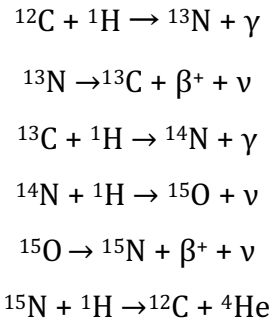 ¹²C + ¹H → ¹³N + γ
¹³N →¹³C + β⁺ + ν
¹³C + ¹H → ¹⁴N + γ
¹⁴N + ¹H → ¹⁵O + ν
¹⁵O → ¹⁵N + β⁺ + ν
¹⁵N + ¹H →¹²C + ⁴He